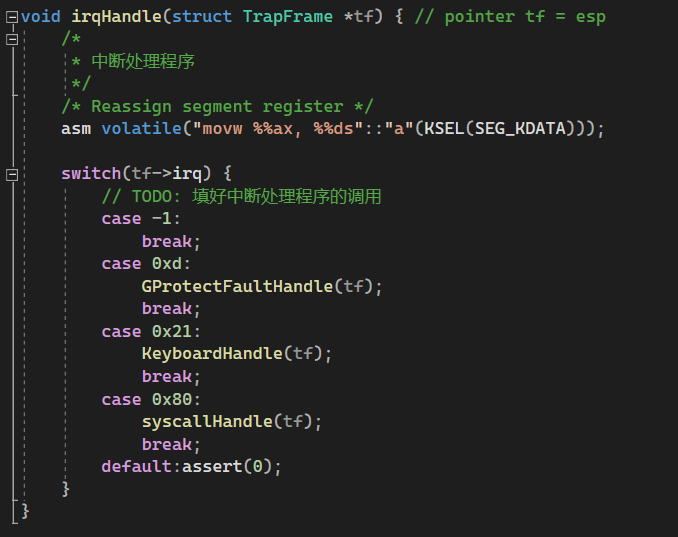 void irqHandle(struct TrapFrame *tf) { // pointer tf = esp
    /*
     * 中断处理程序
     */
    /* Reassign segment register */
    asm volatile("movw %%ax, %%ds"::"a"(KSEL(SEG_KDATA)));

    switch(tf->irq) {
        // TODO: 填好中断处理程序的调用
        case -1:
            break;
        case 0xd:
            GProtectFaultHandle(tf);
            break;
        case 0x21:
            KeyboardHandle(tf);
            break;
        case 0x80:
            syscallHandle(tf);
            break;
        default:assert(0);
    }
}